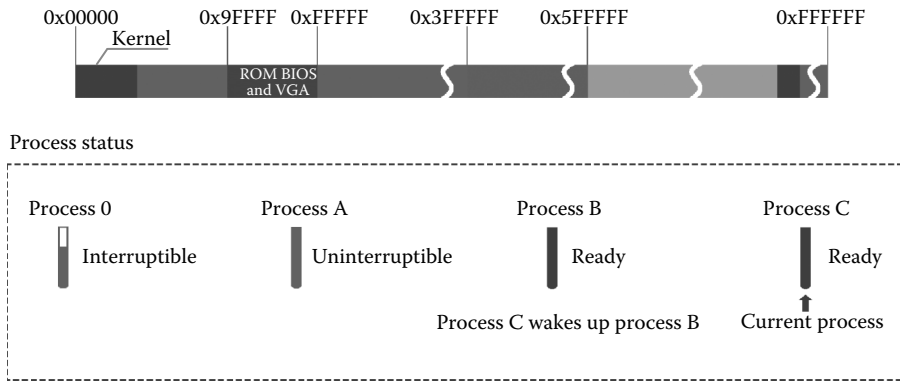 0x00000 0x9FFFF 0xFFFFF 0x3FFFFF 0x5FFFFF 0xFFFFFF
Kernel
ROM BIOS
and VGA
Process status
Process 0 Process A Process B Process C
Interruptible Uninterruptible Ready Ready
Process C wakes up process B Current process